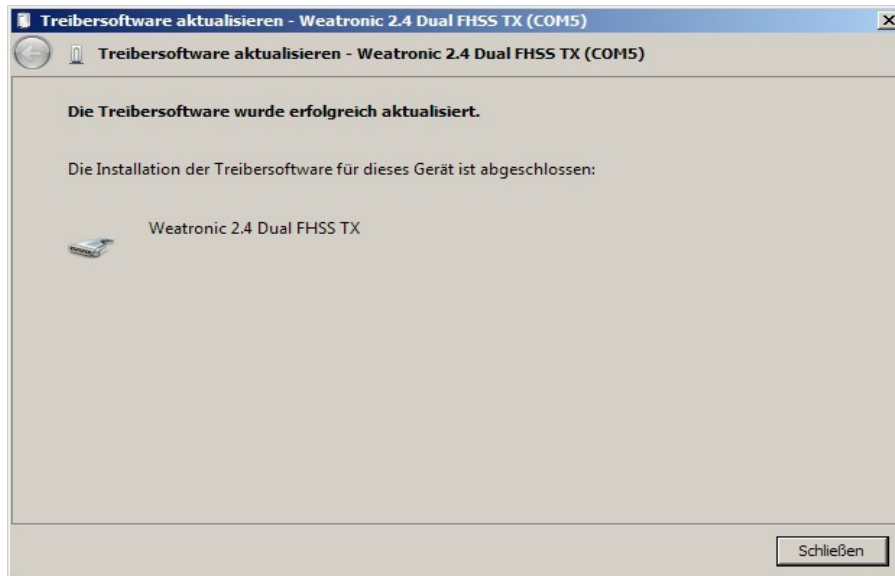 Treibersoftware aktualisieren - Weatronic 2.4 Dual FHSS TX (COM5)
Treibersoftware aktualisieren - Weatronic 2.4 Dual FHSS TX (COM5)
Die Treibersoftware wurde erfolgreich aktualisiert.
Die Installation der Treibersoftware für dieses Gerät ist abgeschlossen:
Weatronic 2.4 Dual FHSS TX
Schließen